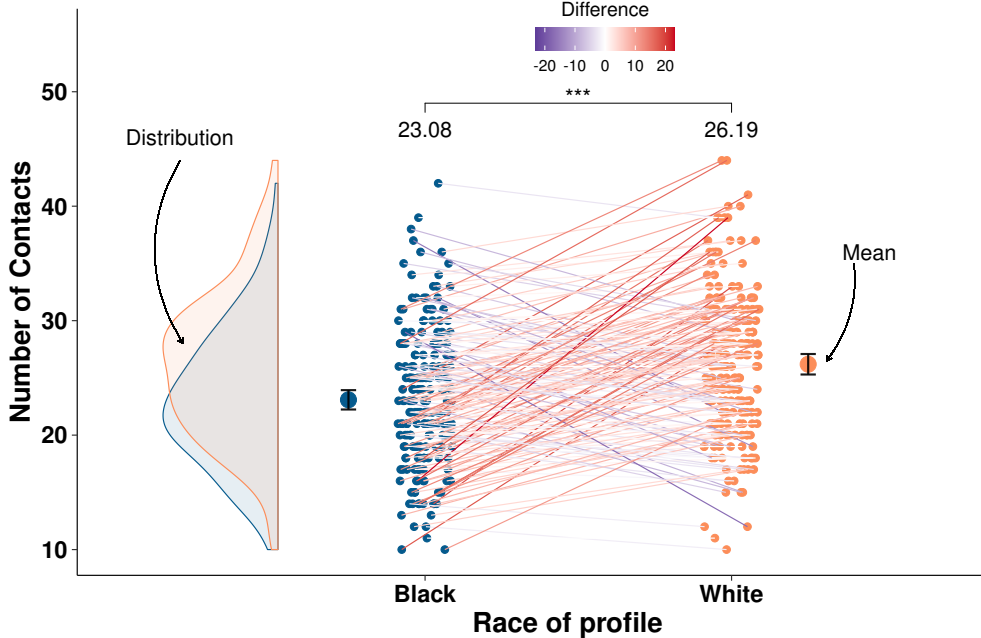 Difference
-20 -10 0 10 20
***
23.08 26.19
50
40
30
20
10
Number of Contacts
Distribution
Mean
Black White
Race of profile